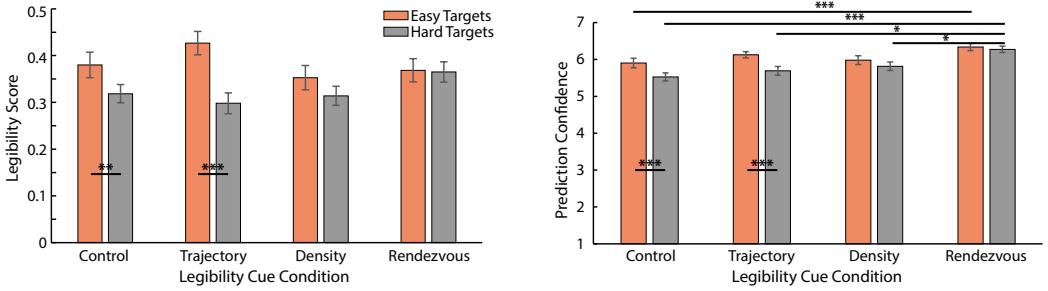 0.5
0.4
0.3
0.2
0.1
0
Legibility Score
Easy Targets
Hard Targets
**
***
Control Trajectory Density Rendezvous
Legibility Cue Condition
7
6
5
4
3
2
1
Prediction Confidence
***
***
*
*
***
***
Control Trajectory Density Rendezvous
Legibility Cue Condition